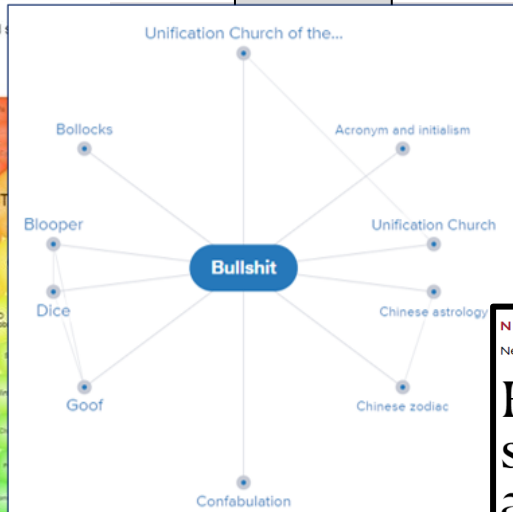 Unification Church of the...
Bollocks
Acronym and initialism
Blooper
Unification Church
Bullshit
Dice
Chinese astrology
Goof
Chinese zodiac
Confabulation